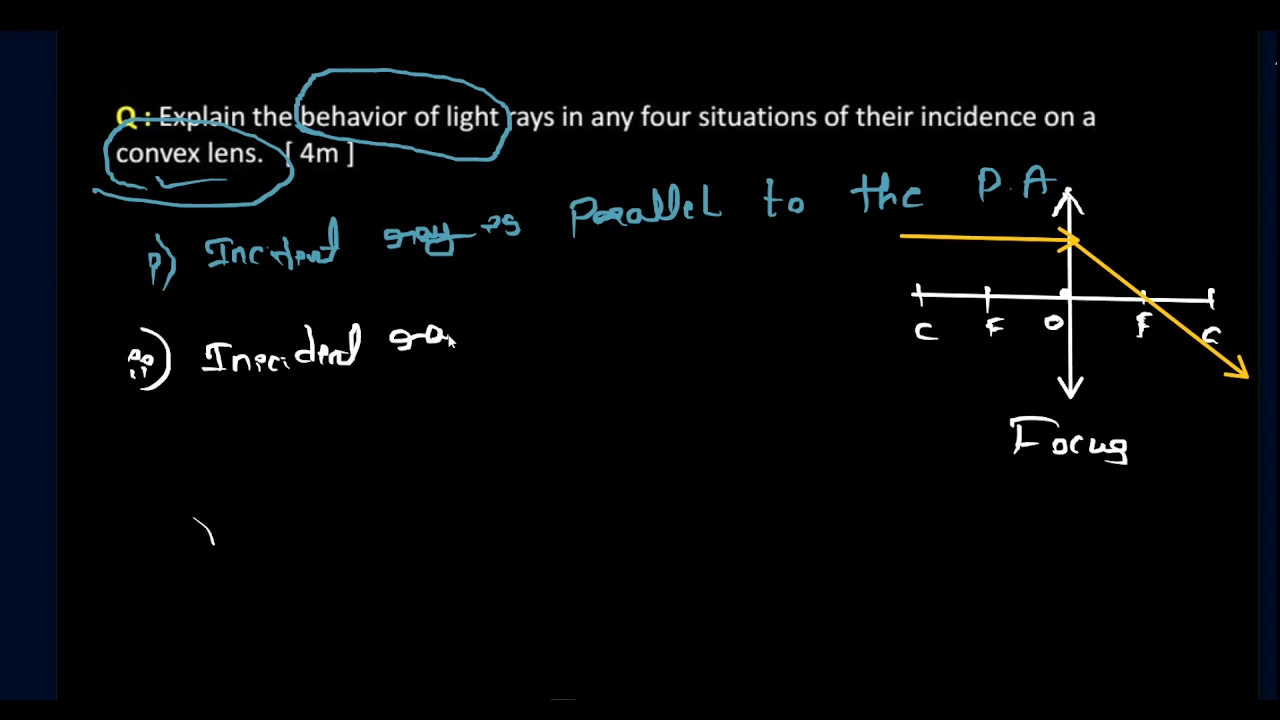 Q : Explain the behavior of light rays in any four situations of their incidence on a
convex lens. [ 4m ]
i) Incident ray is Parallel to the P.A
ii) Incident ra
C F O F C
Focus